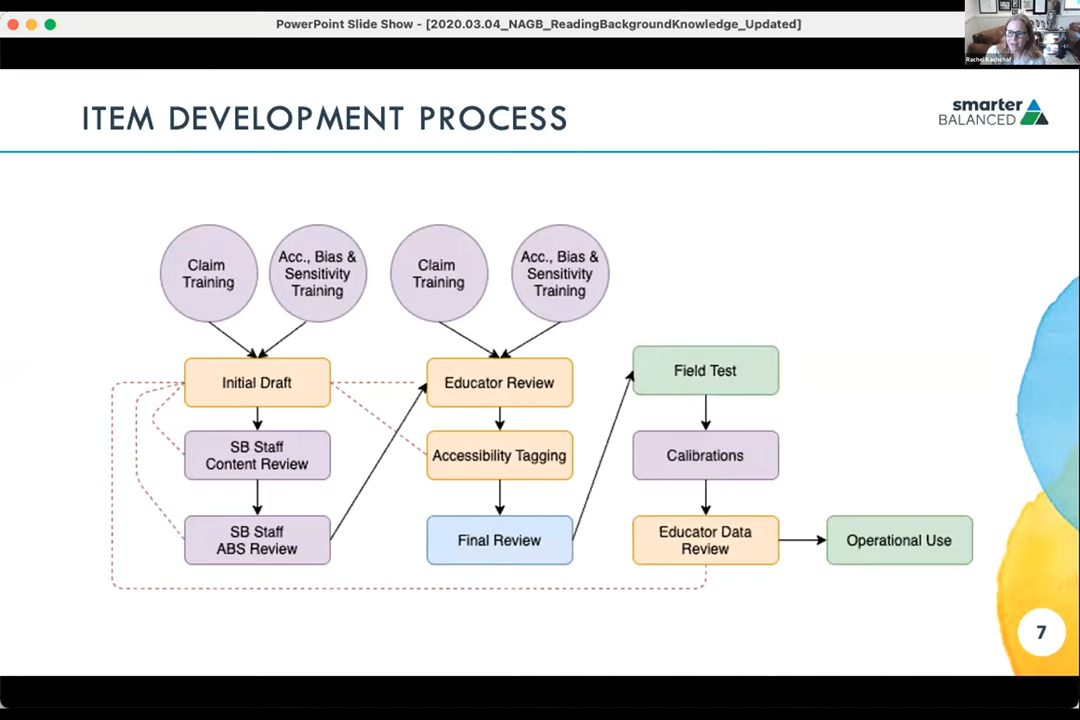 PowerPoint Slide Show - [2020.03.04_NAGB_ReadingBackgroundKnowledge_Updated]
Rachel Kachchaf
ITEM DEVELOPMENT PROCESS
smarter
BALANCED
Claim
Training
Acc., Bias &
Sensitivity
Training
Claim
Training
Acc., Bias &
Sensitivity
Training
Initial Draft
Educator Review
Field Test
SB Staff
Content Review
Accessibility Tagging
Calibrations
SB Staff
ABS Review
Final Review
Educator Data
Review
Operational Use
7